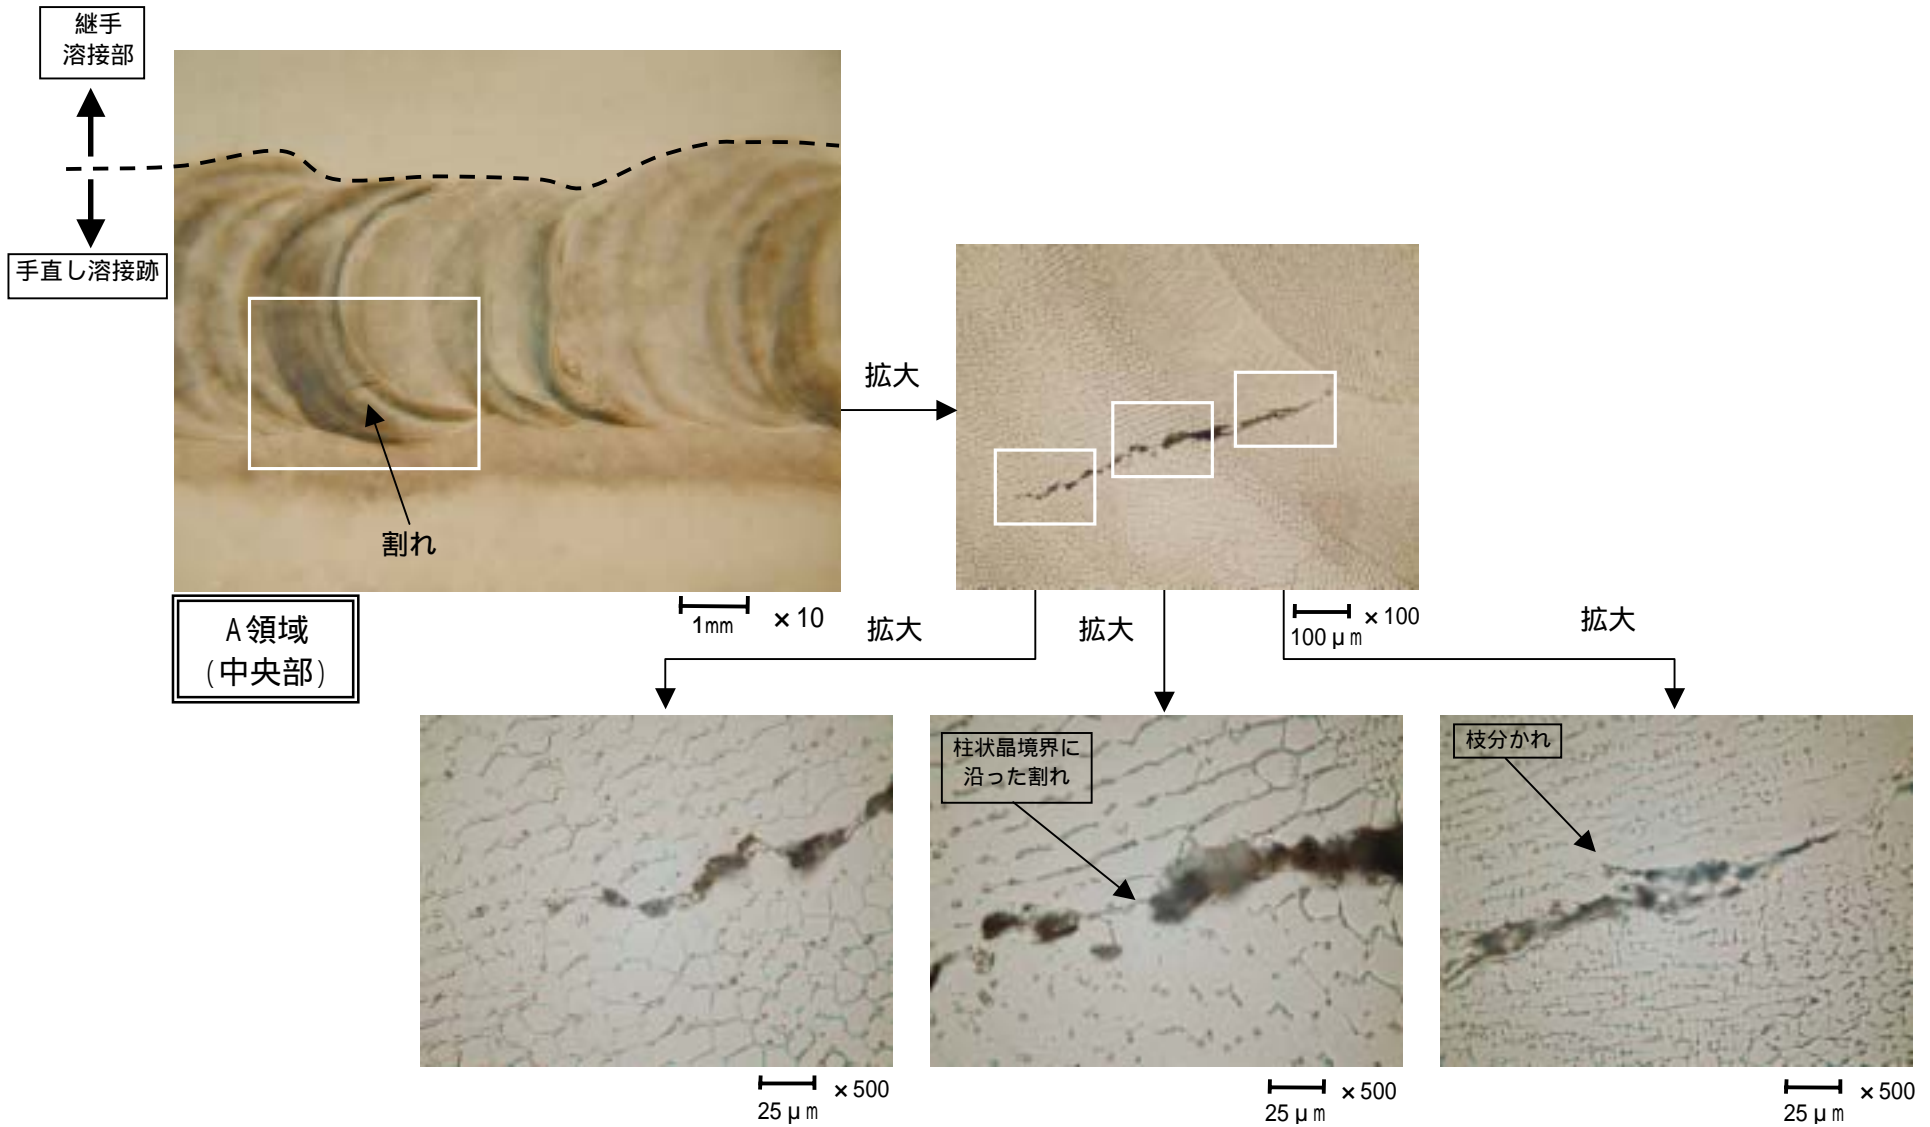 継手
溶接部
手直し溶接跡
割れ
A領域
(中央部)
1mm ×10
拡大
100μm ×100
拡大
拡大
拡大
柱状晶境界に
沿った割れ
枝分かれ
25μm ×500
25μm ×500
25μm ×500